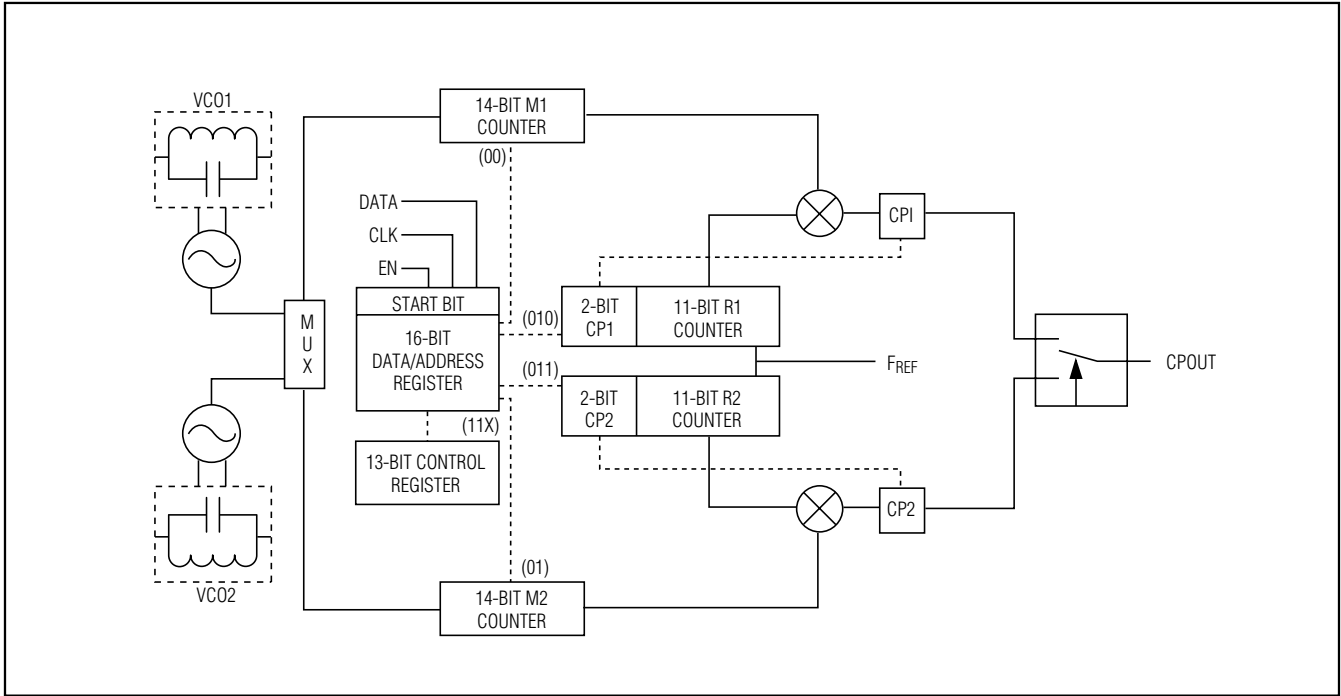 VCO1
14-BIT M1
COUNTER
(00)
DATA
CLK
EN
START BIT
16-BIT
DATA/ADDRESS
REGISTER
(010)
(011)
(11X)
13-BIT CONTROL
REGISTER
M
U
X
2-BIT
CP1
11-BIT R1
COUNTER
FREF
2-BIT
CP2
11-BIT R2
COUNTER
CPI
CP2
CPOUT
(01)
14-BIT M2
COUNTER
VCO2